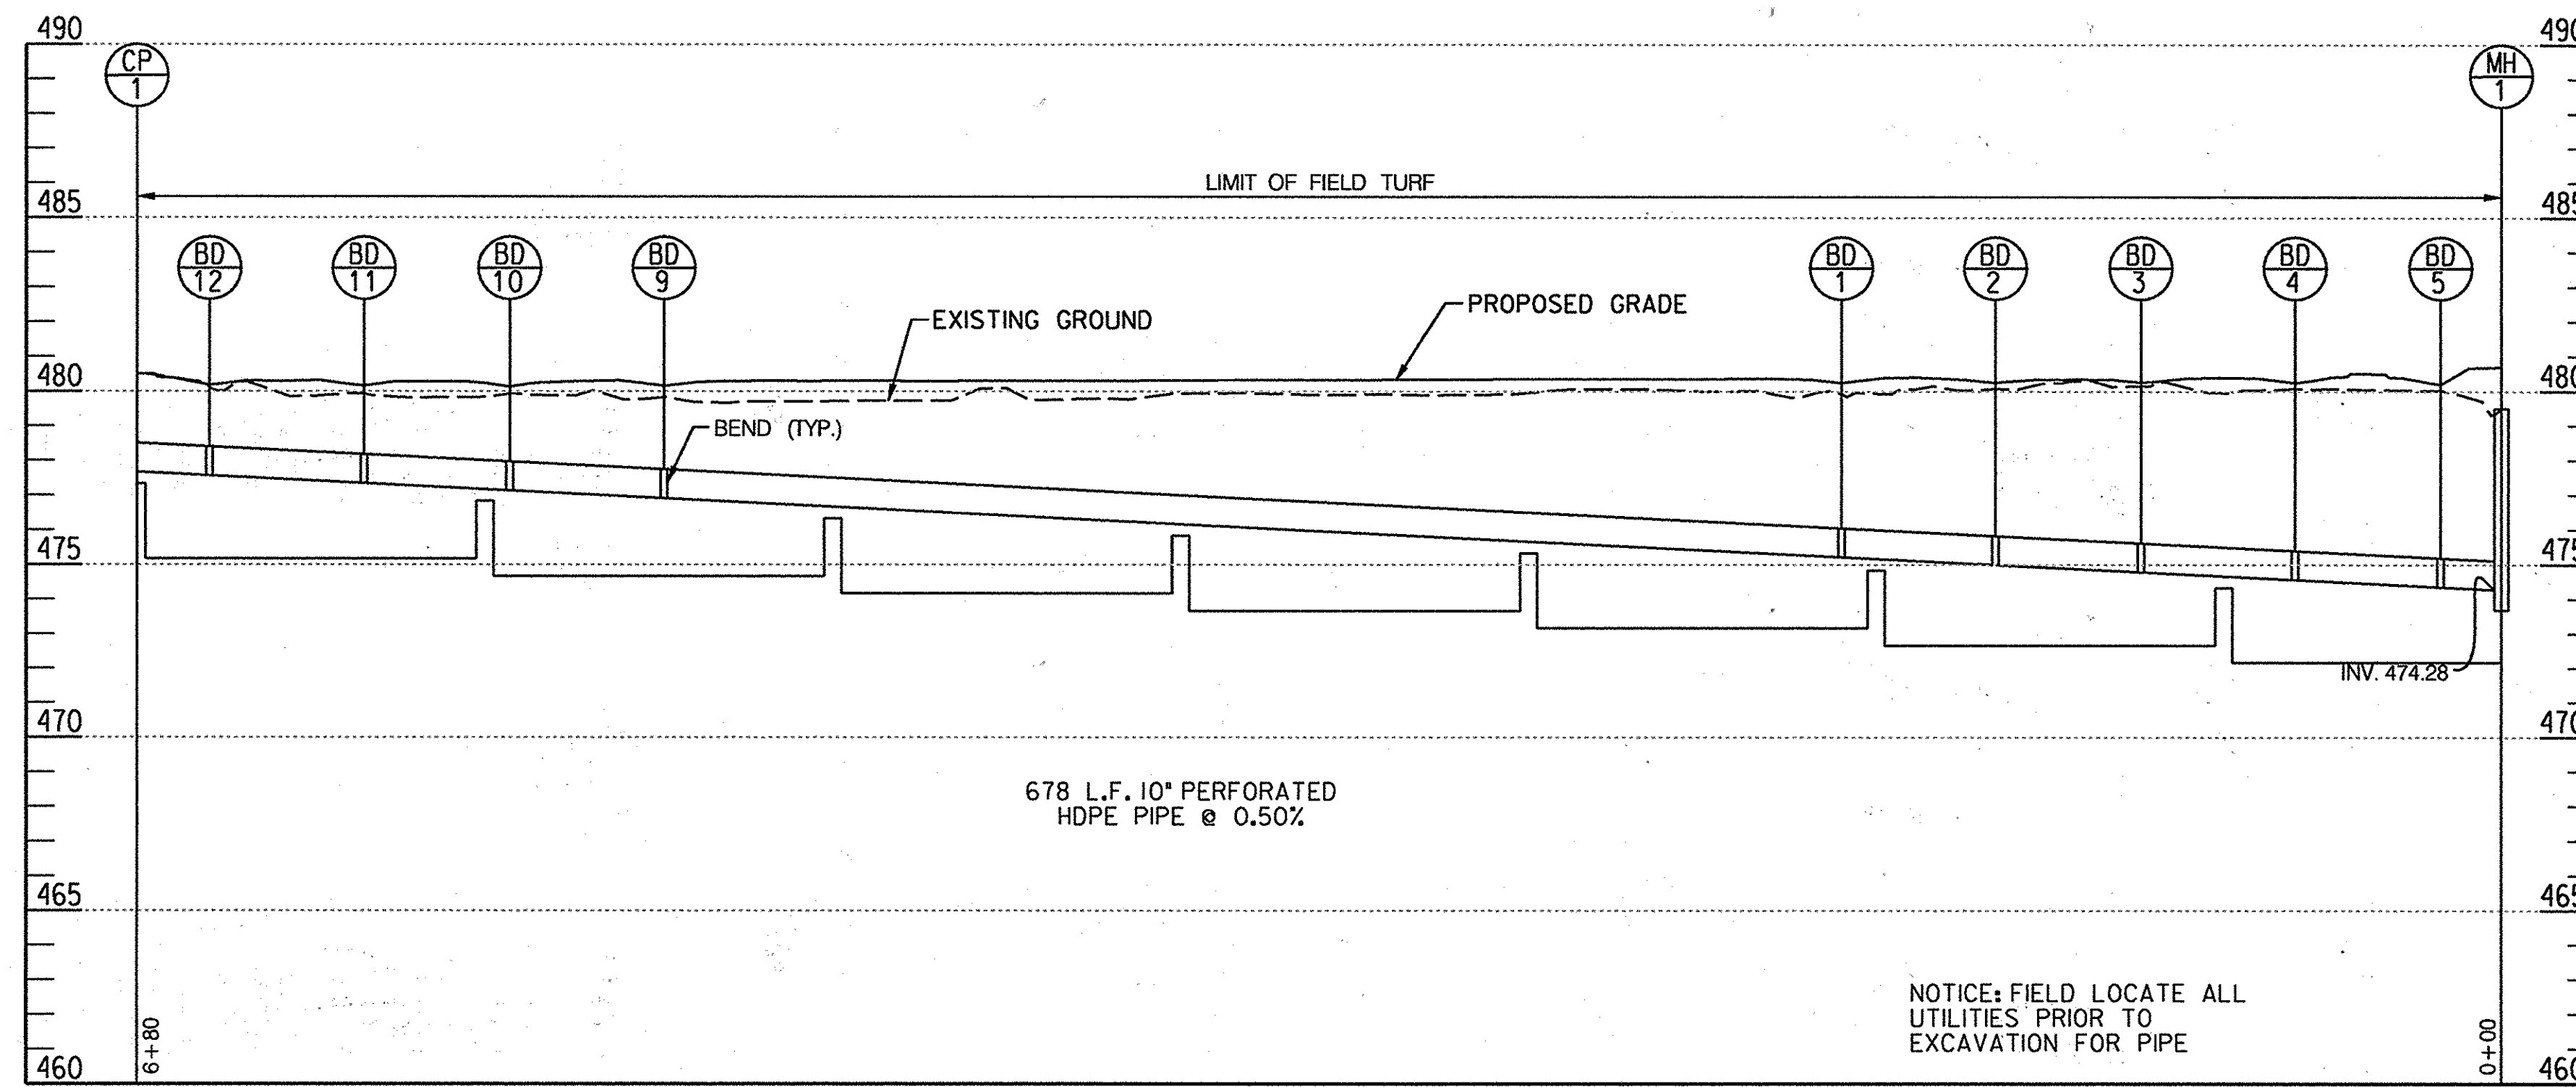 490
490
CP
1
MH
1
LIMIT OF FIELD TURF
485
485
BD
12
BD
11
BD
10
BD
9
BD
1
BD
2
BD
3
BD
4
BD
5
EXISTING GROUND
PROPOSED GRADE
480
480
BEND (TYP.)
475
475
INV. 474.28
470
470
678 L.F. 10" PERFORATED
HDPE PIPE @ 0.50%
465
465
NOTICE: FIELD LOCATE ALL
UTILITIES PRIOR TO
EXCAVATION FOR PIPE
6+80
0+00
460
460